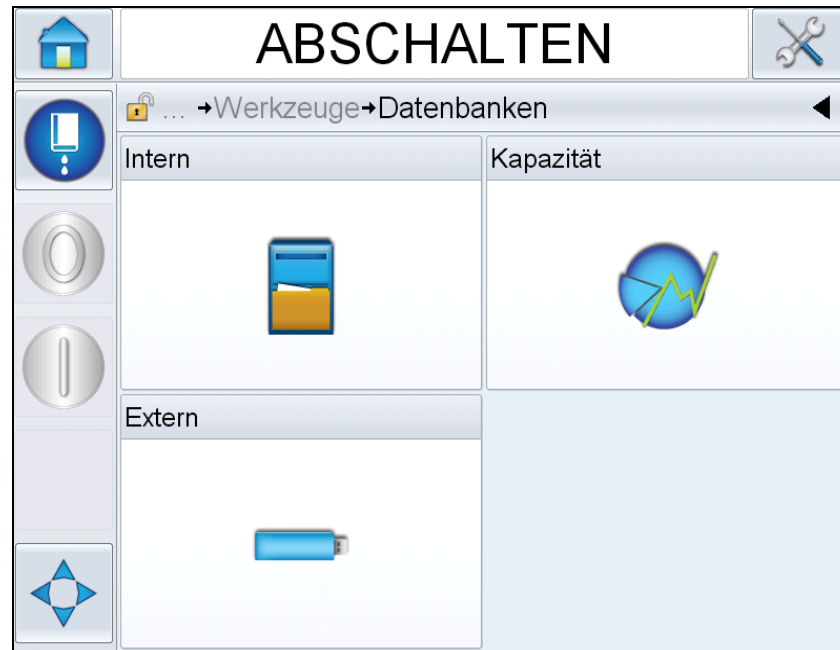 ABSCHALTEN
... →Werkzeuge→Datenbanken
Intern
Kapazität
Extern